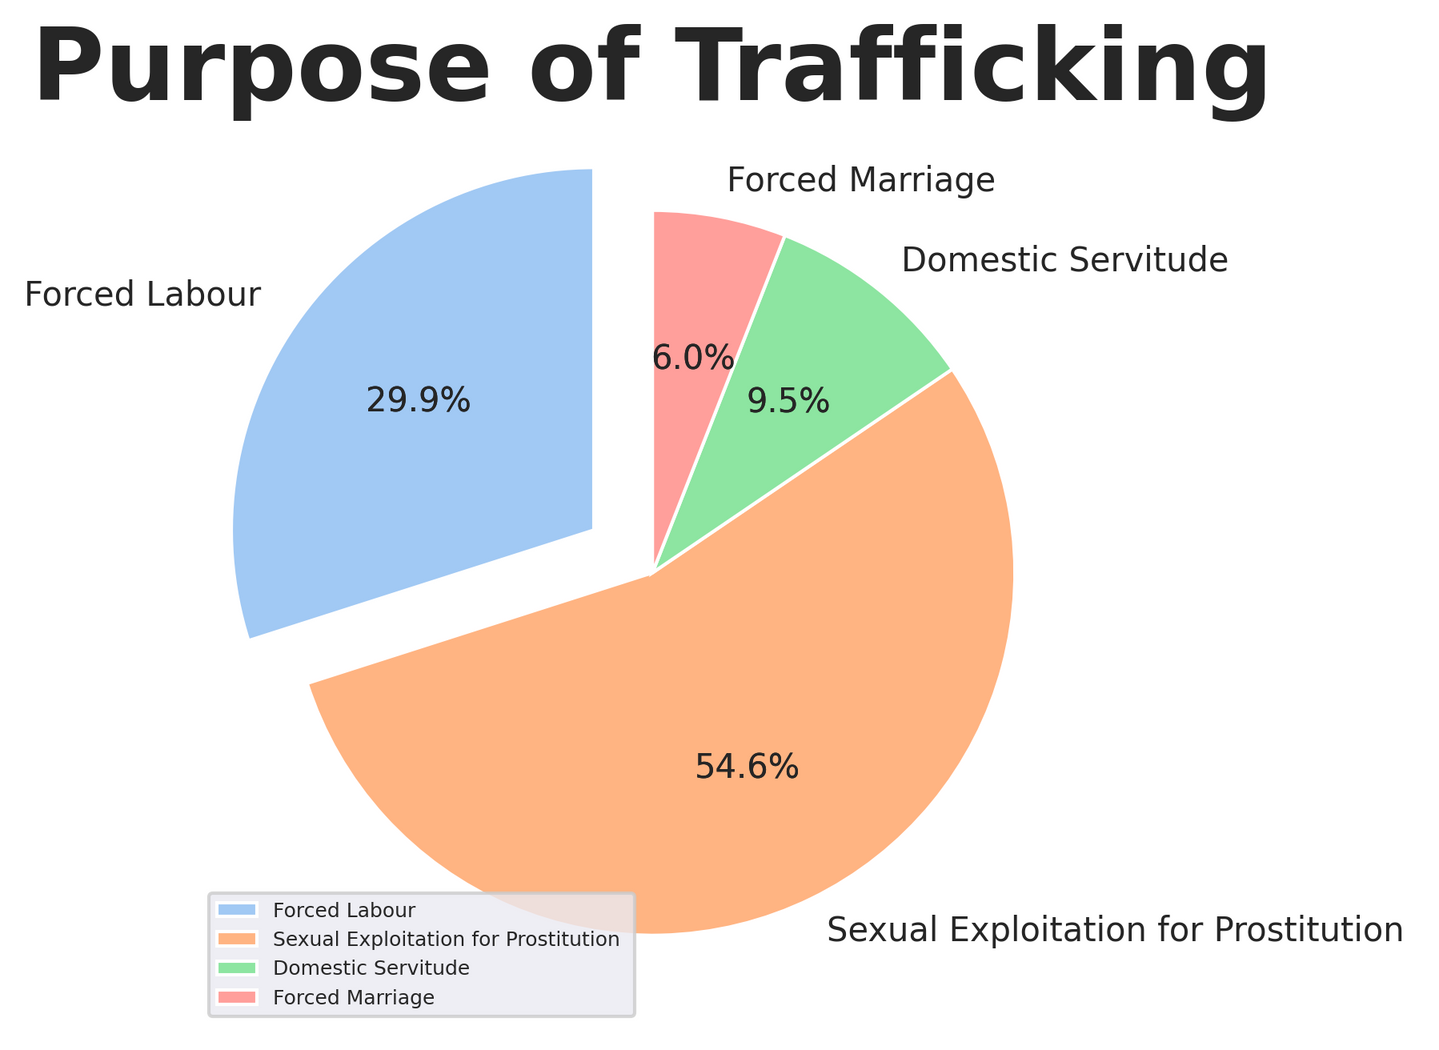 Purpose of Trafficking
Forced Marriage
Domestic Servitude
Forced Labour
6.0%
29.9%
9.5%
54.6%
Sexual Exploitation for Prostitution
Forced Labour
Sexual Exploitation for Prostitution
Domestic Servitude
Forced Marriage